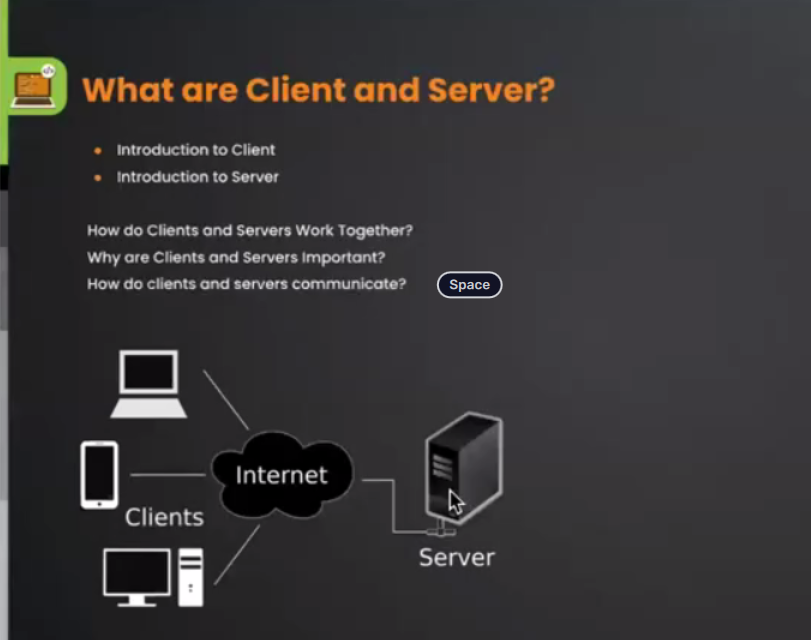 What are Client and Server?
Introduction to Client
Introduction to Server
How do Clients and Servers Work Together?
Why are Clients and Servers Important?
How do clients and servers communicate?
Space
Internet
Clients
Server